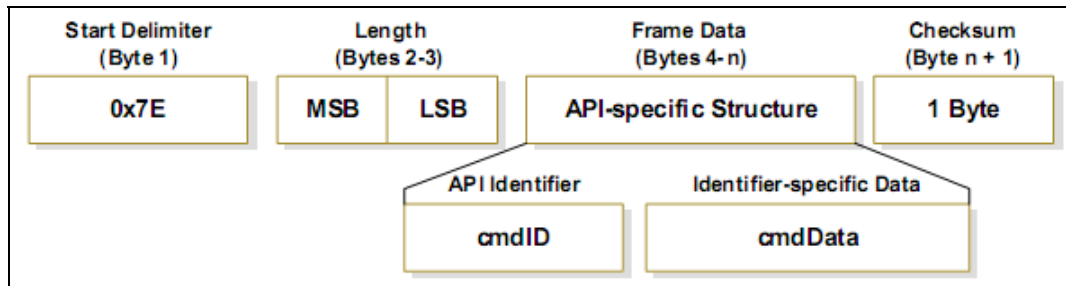 Start Delimiter
(Byte 1)
Length
(Bytes 2-3)
Frame Data
(Bytes 4-n)
Checksum
(Byte n + 1)
0x7E
MSB
LSB
API-specific Structure
1 Byte
API Identifier
Identifier-specific Data
cmdID
cmdData